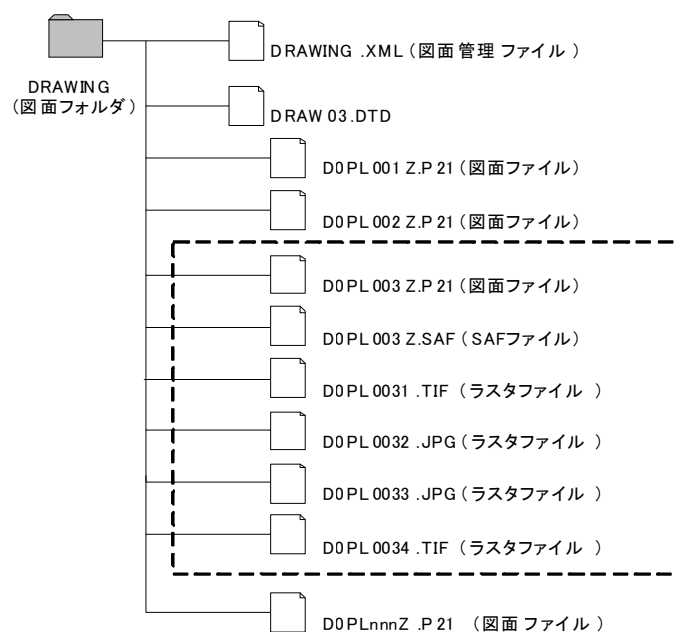 DRAWING
(図面フォルダ)
DRAWING.XML(図面管理ファイル)
DRAW03.DTD
D0PL001Z.P21(図面ファイル)
D0PL002Z.P21(図面ファイル)
D0PL003Z.P21(図面ファイル)
D0PL003Z.SAF(SAFファイル)
D0PL0031.TIF(ラスタファイル)
D0PL0032.JPG(ラスタファイル)
D0PL0033.JPG(ラスタファイル)
D0PL0034.TIF(ラスタファイル)
D0PLnnnZ.P21(図面ファイル)